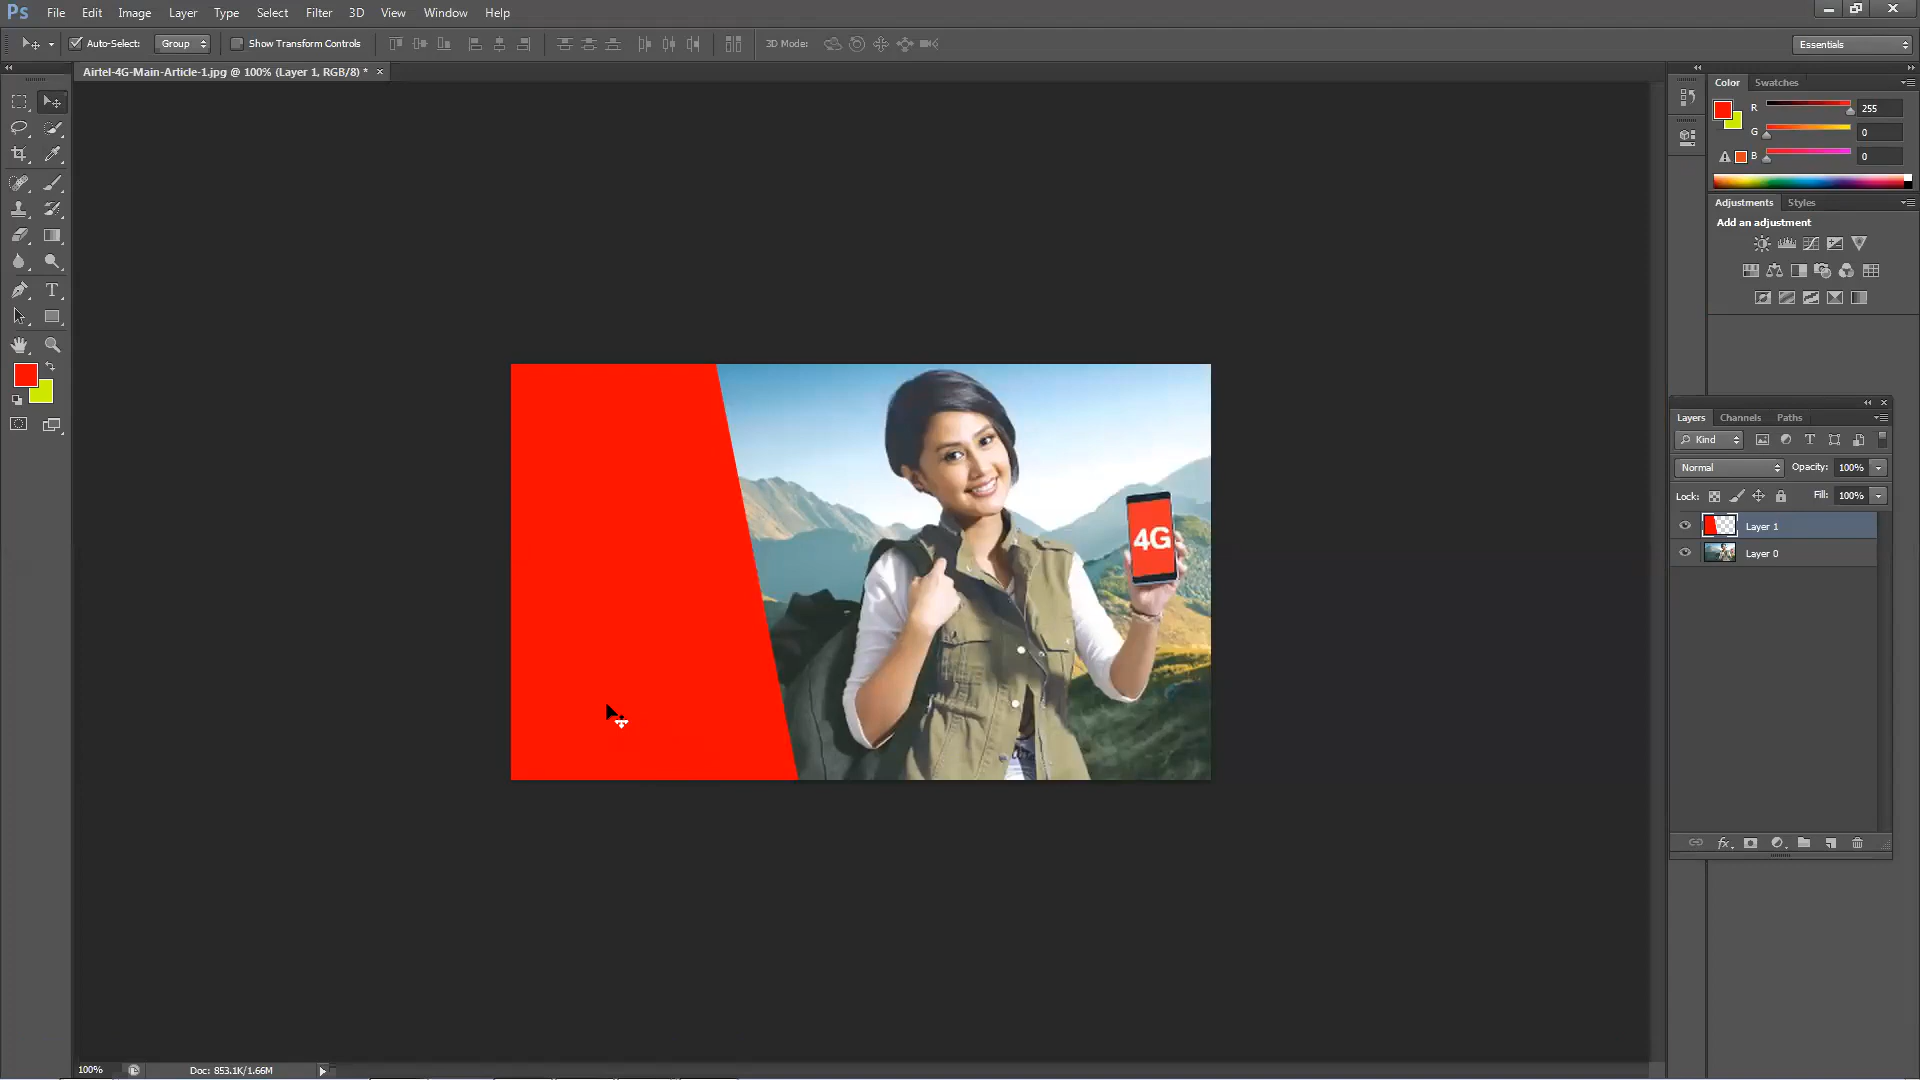 Ps File Edit Image Layer Type Select Filter 3D View Window Help
Auto-Select: Group Show Transform Controls 3D Mode: Essentials
Airtel-4G-Main-Article-1.jpg @ 100% (Layer 1, RGB/8) * ×
Color Swatches
R 255
G 0
B 0
Adjustments Styles
Add an adjustment
Layers Channels Paths
Kind
Normal Opacity: 100%
Lock: Fill: 100%
Layer 1
Layer 0
4G
100% Doc: 853.1K/1.66M